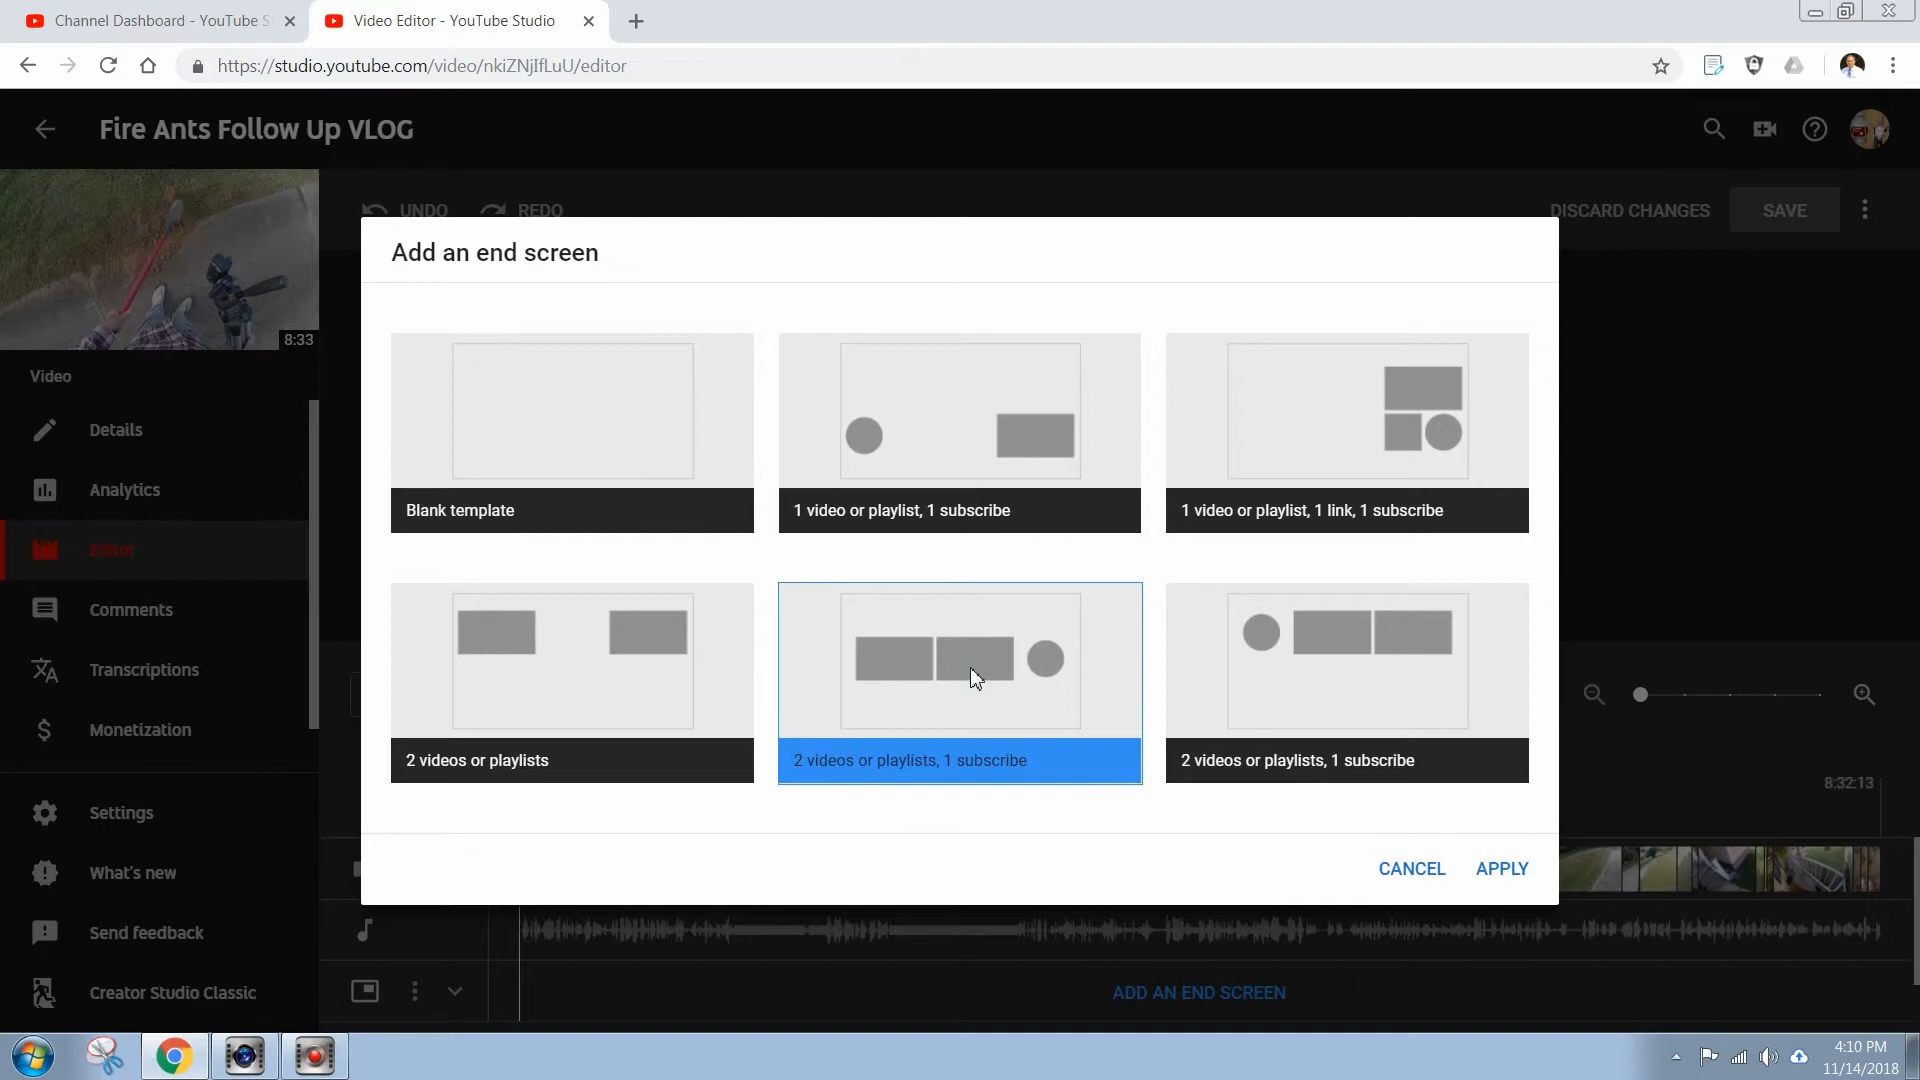 Channel Dashboard - YouTube S
Video Editor - YouTube Studio
https://studio.youtube.com/video/nkiZNjIfLuU/editor
Fire Ants Follow Up VLOG
UNDO
REDO
DISCARD CHANGES
SAVE
8:33
Video
Details
Analytics
Editor
Comments
Transcriptions
Monetization
Settings
What's new
Send feedback
Creator Studio Classic
Add an end screen
Blank template
1 video or playlist, 1 subscribe
1 video or playlist, 1 link, 1 subscribe
2 videos or playlists
2 videos or playlists, 1 subscribe
2 videos or playlists, 1 subscribe
CANCEL
APPLY
8:32:13
ADD AN END SCREEN
4:10 PM
11/14/2018